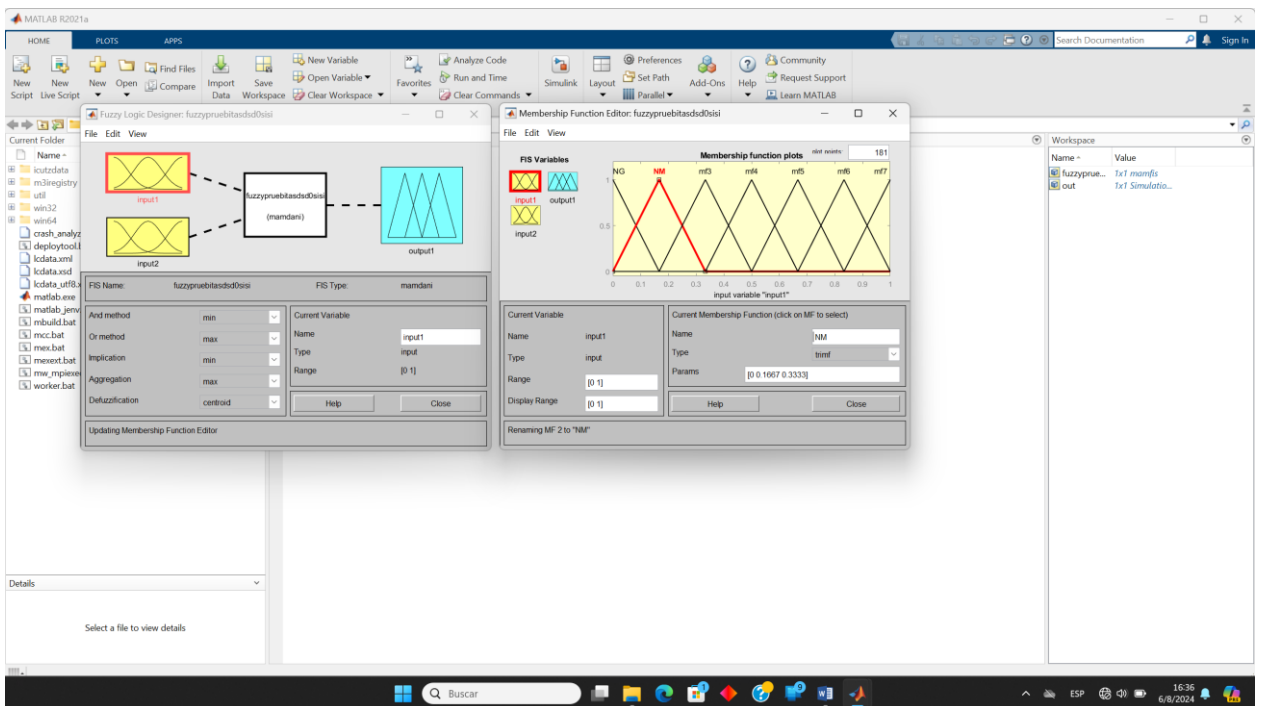 MATLAB R2021a
HOME PLOTS APPS Search Documentation Sign In
New Script
New Live Script
New
Open
Find Files
Compare
Import Data
Save Workspace
New Variable
Open Variable
Clear Workspace
Favorites
Analyze Code
Run and Time
Clear Commands
Simulink
Layout
Preferences
Set Path
Parallel
Add-Ons
Help
Community
Request Support
Learn MATLAB
Current Folder
Name
icutzdata
m3iregistry
util
win32
win64
crash_analyz
deploytool.l
lcdata.xml
lcdata.xsd
lcdata_utf8.x
matlab.exe
matlab_jenv
mbuild.bat
mcc.bat
mex.bat
mexext.bat
mw_mpiexe
worker.bat
Details
Select a file to view details
Fuzzy Logic Designer: fuzzypruebitasdsd0sisi
File Edit View
input1
input2
fuzzypruebitasdsd0sisi
(mamdani)
output1
FIS Name: fuzzypruebitasdsd0sisi FIS Type: mamdani
And method min
Or method max
Implication min
Aggregation max
Defuzzification centroid
Current Variable
Name input1
Type input
Range [0 1]
Help Close
Updating Membership Function Editor
Membership Function Editor: fuzzypruebitasdsd0sisi
File Edit View
FIS Variables
input1 output1
input2
Membership function plots plot points: 181
NG NM mf3 mf4 mf5 mf6 mf7
1
0.5
0
0 0.1 0.2 0.3 0.4 0.5 0.6 0.7 0.8 0.9 1
input variable "input1"
Current Variable
Name input1
Type input
Range [0 1]
Display Range [0 1]
Current Membership Function (click on MF to select)
Name NM
Type trimf
Params [0 0.1667 0.3333]
Help Close
Renaming MF 2 to "NM"
Workspace
Name Value
fuzzyprue... 1x1 mamfis
out 1x1 Simulatio...
Buscar
1
9
ESP
16:36
6/8/2024